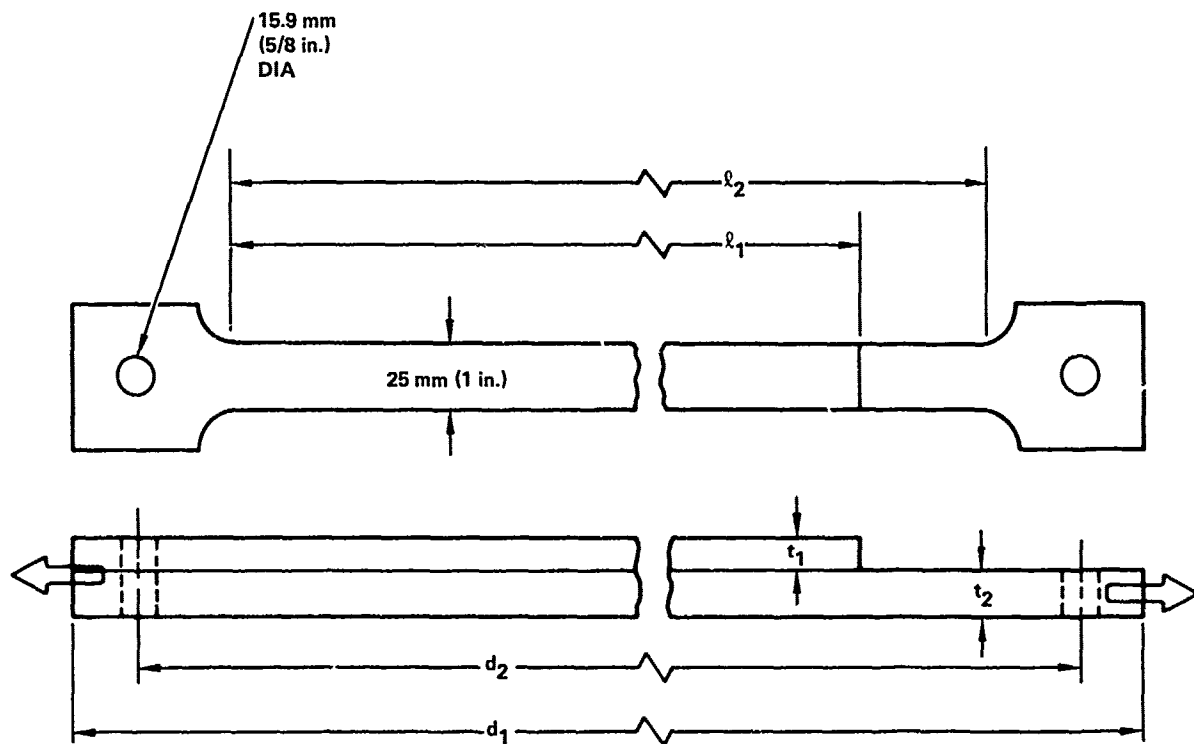 15.9 mm
(5/8 in.)
DIA
ℓ2
ℓ1
25 mm (1 in.)
t1
t2
d2
d1